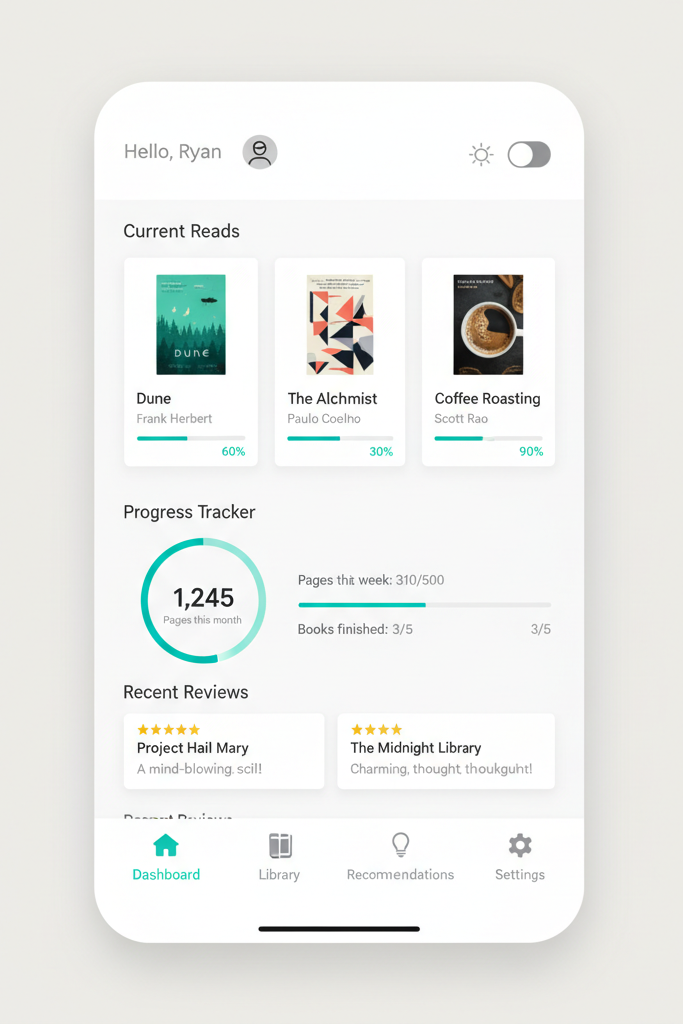 Hello, Ryan
Current Reads
DUNE
Dune
Frank Herbert
60%
The Alchmist
Paulo Coelho
30%
Coffee Roasting
Scott Rao
90%
Progress Tracker
1,245
Pages this month
Pages thit week: 310/500
Books finished: 3/5
3/5
Recent Reviews
Project Hail Mary
A mind-blowing. scil!
The Midnight Library
Charming, thought, thoukguht!
Dashboard
Library
Recommendations
Settings